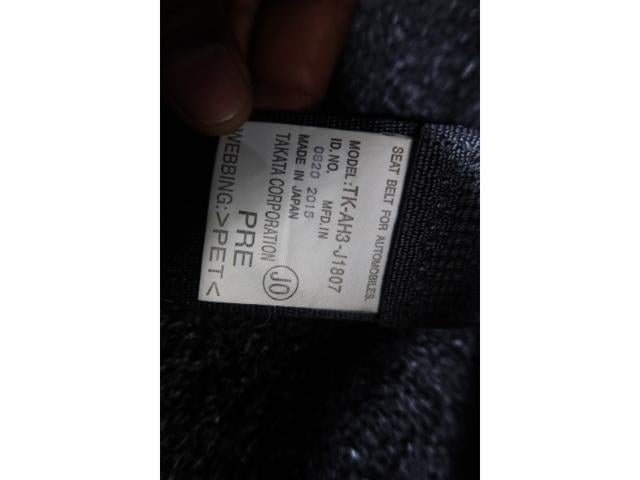 SEAT BELT FOR AUTOMOBILES.
MODEL:TK-AH3-J1807
ID.NO. MFD.IN
0820 2015
MADE IN JAPAN
TAKATA CORPORATION JO
PRE
WEBBING:>PET<